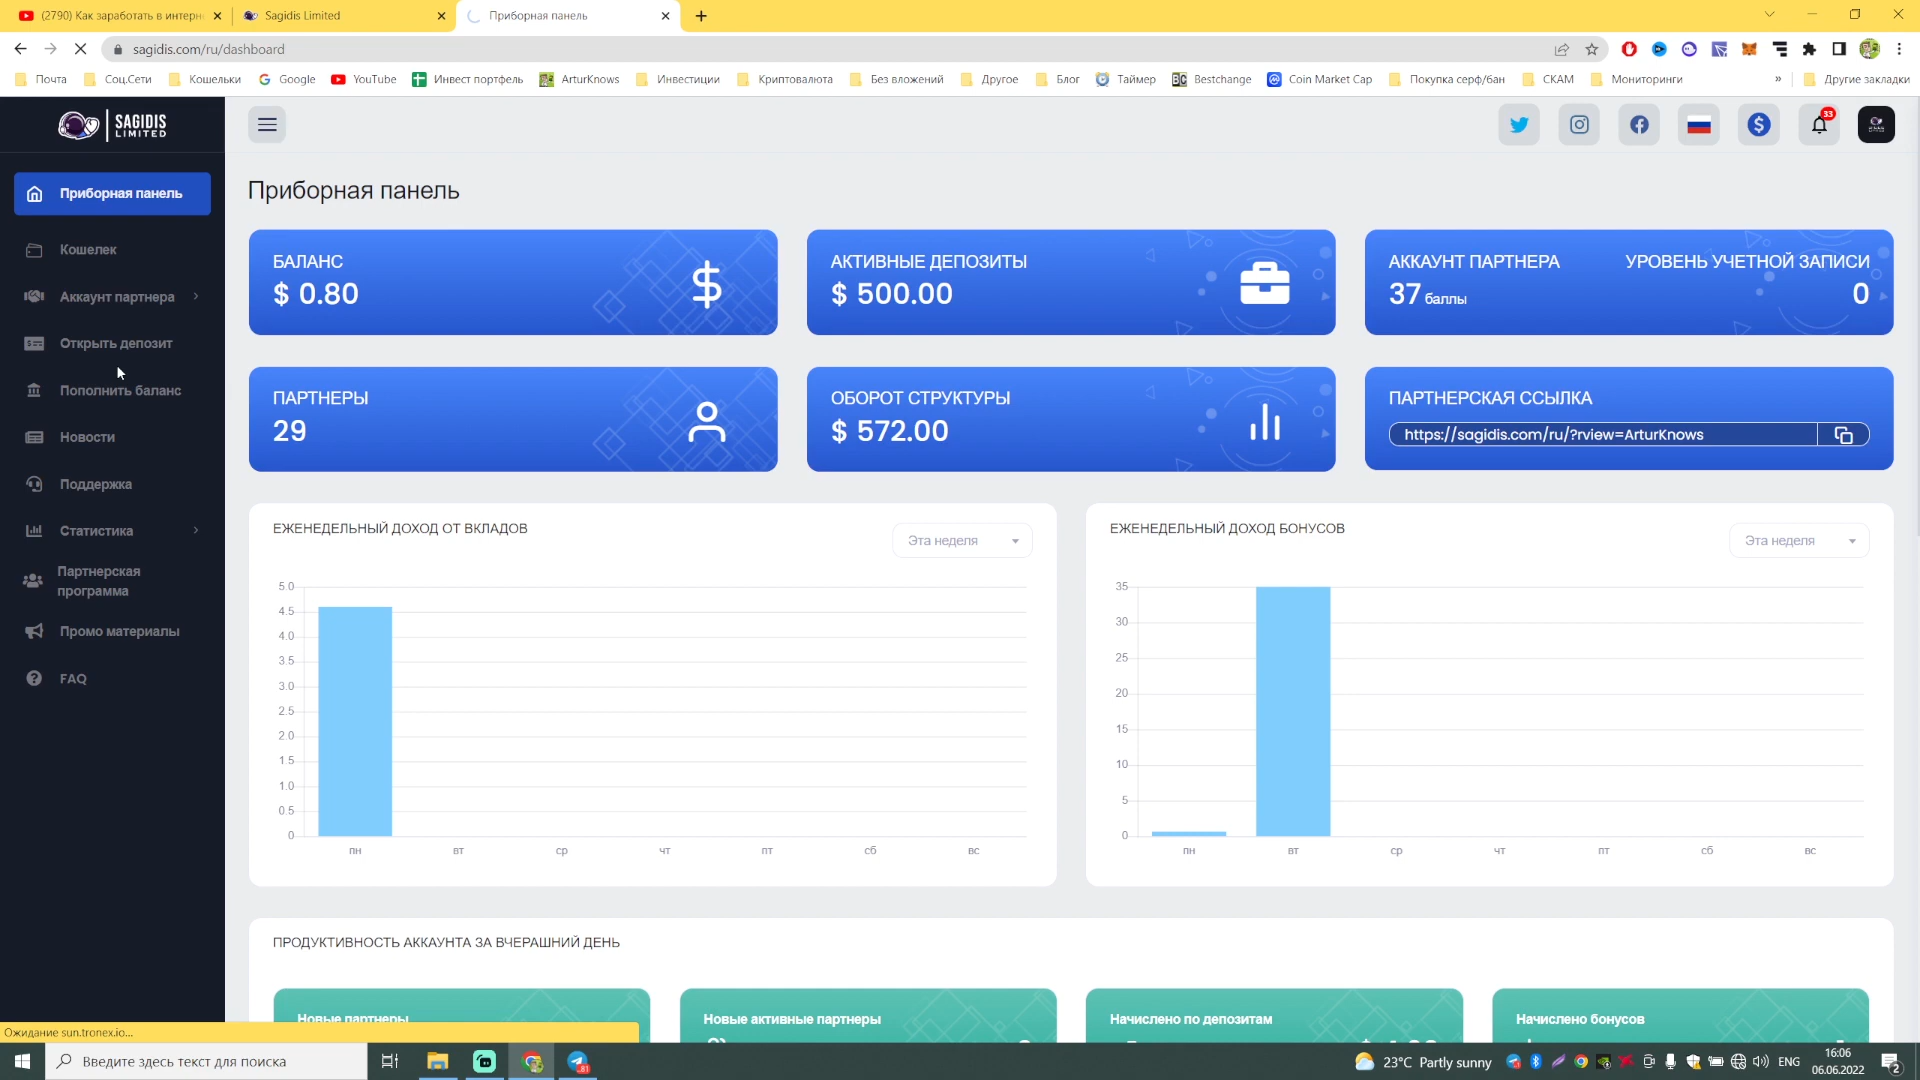 (2790) Как заработать в интерн
Sagidis Limited
Приборная панель
sagidis.com/ru/dashboard
Почта
Соц.Сети
Кошельки
Google
YouTube
Инвест портфель
ArturKnows
Инвестиции
Криптовалюта
Без вложений
Другое
Блог
Таймер
BC
Bestchange
Coin Market Cap
Покупка серф/бан
СКАМ
Мониторинги
»
Другие закладки
SAGIDIS
LIMITED
33
Приборная панель
Кошелек
Аккаунт партнера
Открыть депозит
Пополнить баланс
Новости
Поддержка
Статистика
Партнерская
программа
Промо материалы
FAQ
Приборная панель
БАЛАНС
$ 0.80
АКТИВНЫЕ ДЕПОЗИТЫ
$ 500.00
АККАУНТ ПАРТНЕРА
УРОВЕНЬ УЧЕТНОЙ ЗАПИСИ
37 баллы
0
ПАРТНЕРЫ
29
ОБОРОТ СТРУКТУРЫ
$ 572.00
ПАРТНЕРСКАЯ ССЫЛКА
https://sagidis.com/ru/?rview=ArturKnows
ЕЖЕНЕДЕЛЬНЫЙ ДОХОД ОТ ВКЛАДОВ
Эта неделя
5.0
4.5
4.0
3.5
3.0
2.5
2.0
1.5
1.0
0.5
0
пн вт ср чт пт сб вс
ЕЖЕНЕДЕЛЬНЫЙ ДОХОД БОНУСОВ
Эта неделя
35
30
25
20
15
10
5
0
пн вт ср чт пт сб вс
ПРОДУКТИВНОСТЬ АККАУНТА ЗА ВЧЕРАШНИЙ ДЕНЬ
Новые партнеры
Новые активные партнеры
Начислено по депозитам
Начислено бонусов
Ожидание sun.tronex.io...
Введите здесь текст для поиска
81
23°C Partly sunny
ENG
16:06
06.06.2022
2